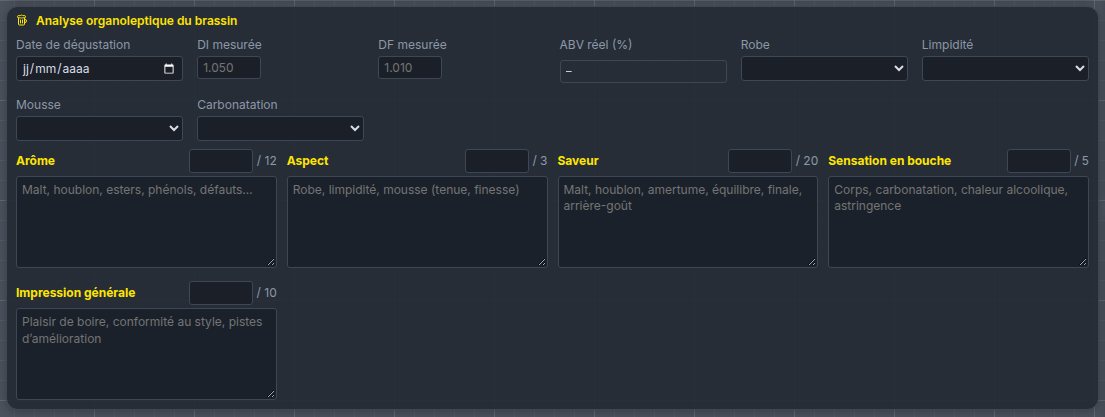 Analyse organoleptique du brassin
Date de dégustation DI mesurée DF mesurée ABV réel (%) Robe Limpidité
jj/mm/aaaa 1.050 1.010 –
Mousse Carbonatation
Arôme / 12 Aspect / 3 Saveur / 20 Sensation en bouche / 5
Malt, houblon, esters, phénols, défauts…
Robe, limpidité, mousse (tenue, finesse)
Malt, houblon, amertume, équilibre, finale,
arrière-goût
Corps, carbonatation, chaleur alcoolique,
astringence
Impression générale / 10
Plaisir de boire, conformité au style, pistes
d'amélioration